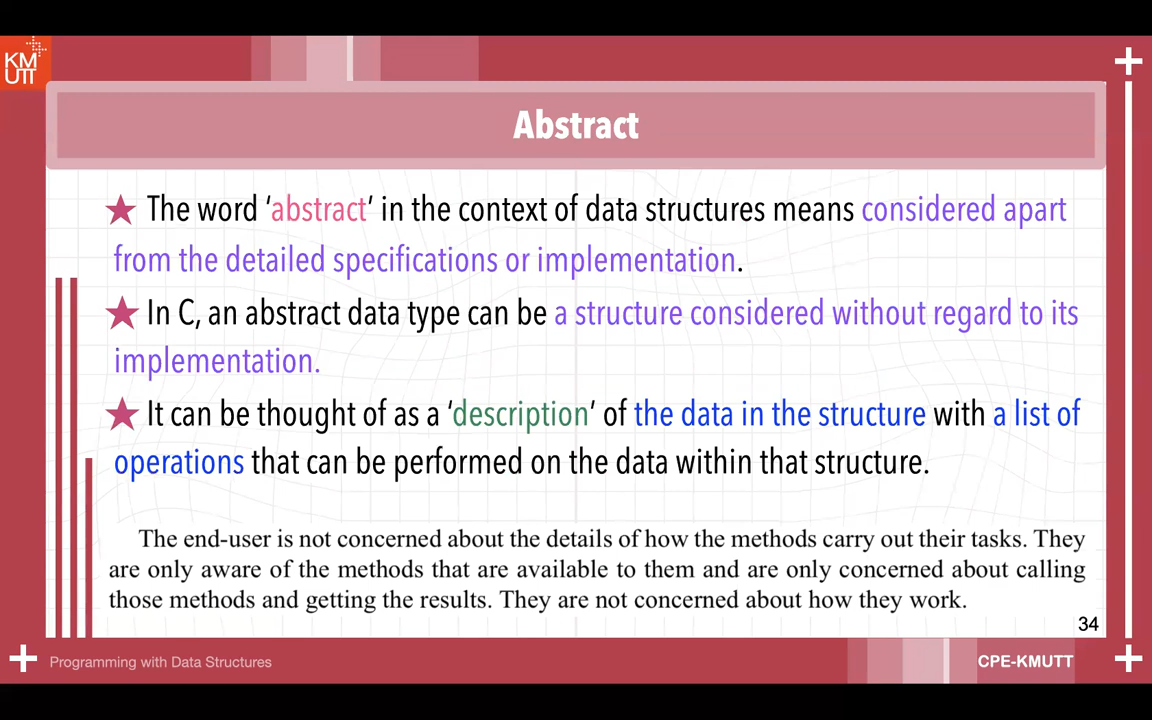 KM
UTT
Abstract
The word ‘abstract’ in the context of data structures means considered apart
from the detailed specifications or implementation.
In C, an abstract data type can be a structure considered without regard to its
implementation.
It can be thought of as a ‘description’ of the data in the structure with a list of
operations that can be performed on the data within that structure.
The end-user is not concerned about the details of how the methods carry out their tasks. They
are only aware of the methods that are available to them and are only concerned about calling
those methods and getting the results. They are not concerned about how they work.
34
Programming with Data Structures
CPE-KMUTT